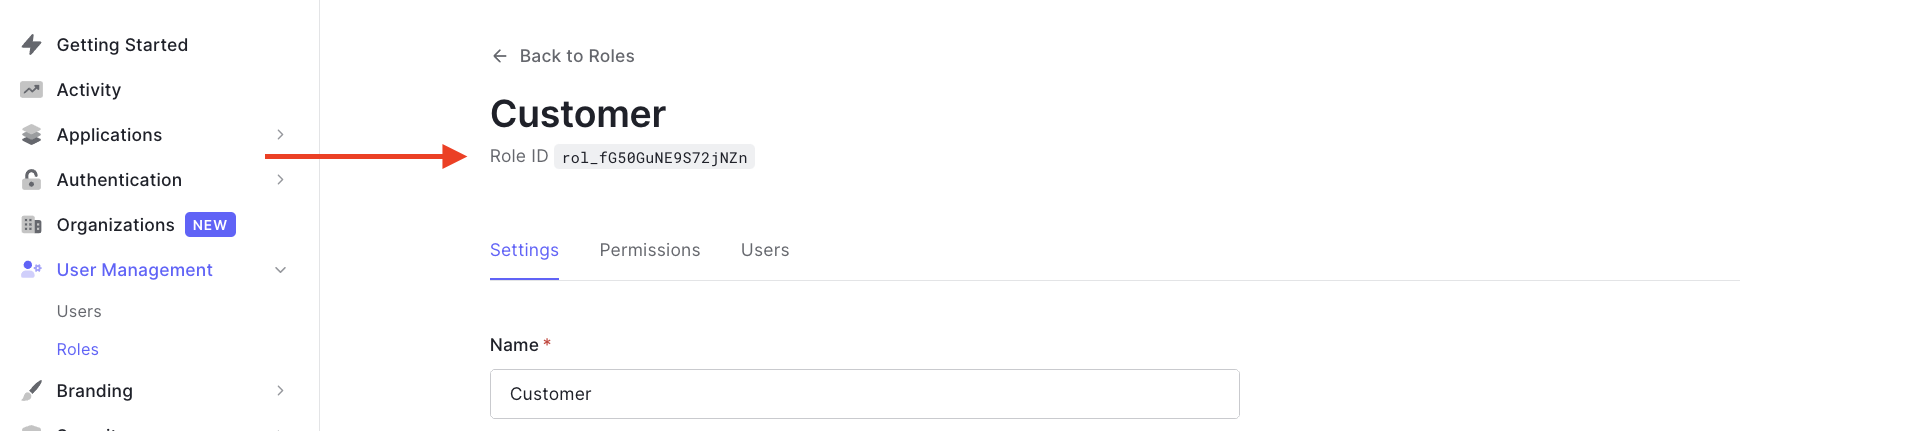 Getting Started
Activity
Applications
Authentication
Organizations NEW
User Management
Users
Roles
Branding
Back to Roles
Customer
Role ID rol_fG50GuNE9S72jNZn
Settings Permissions Users
Name *
Customer